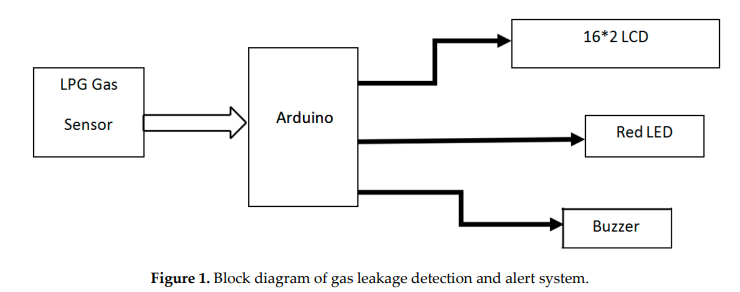 LPG Gas
Sensor
Arduino
16*2 LCD
Red LED
Buzzer
Figure 1. Block diagram of gas leakage detection and alert system.